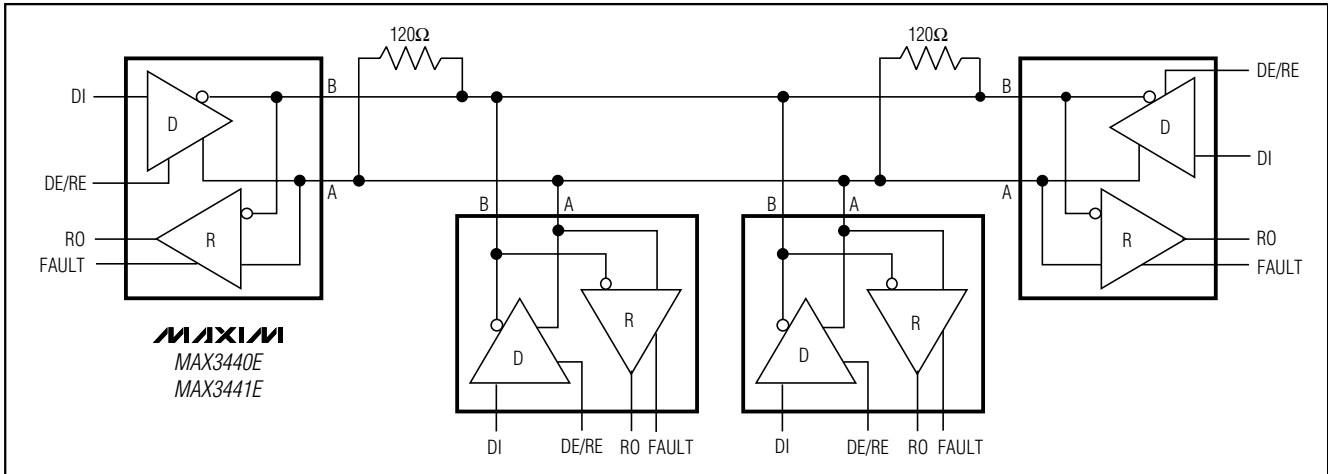 120Ω
120Ω
DI
B
B
DE/RE
D
D
DI
DE/RE
A
A
B
A
B
A
RO
R
R
RO
FAULT
FAULT
R
R
D
D
MAXIM
MAX3440E
MAX3441E
DI
DE/RE
RO
FAULT
DI
DE/RE
RO
FAULT